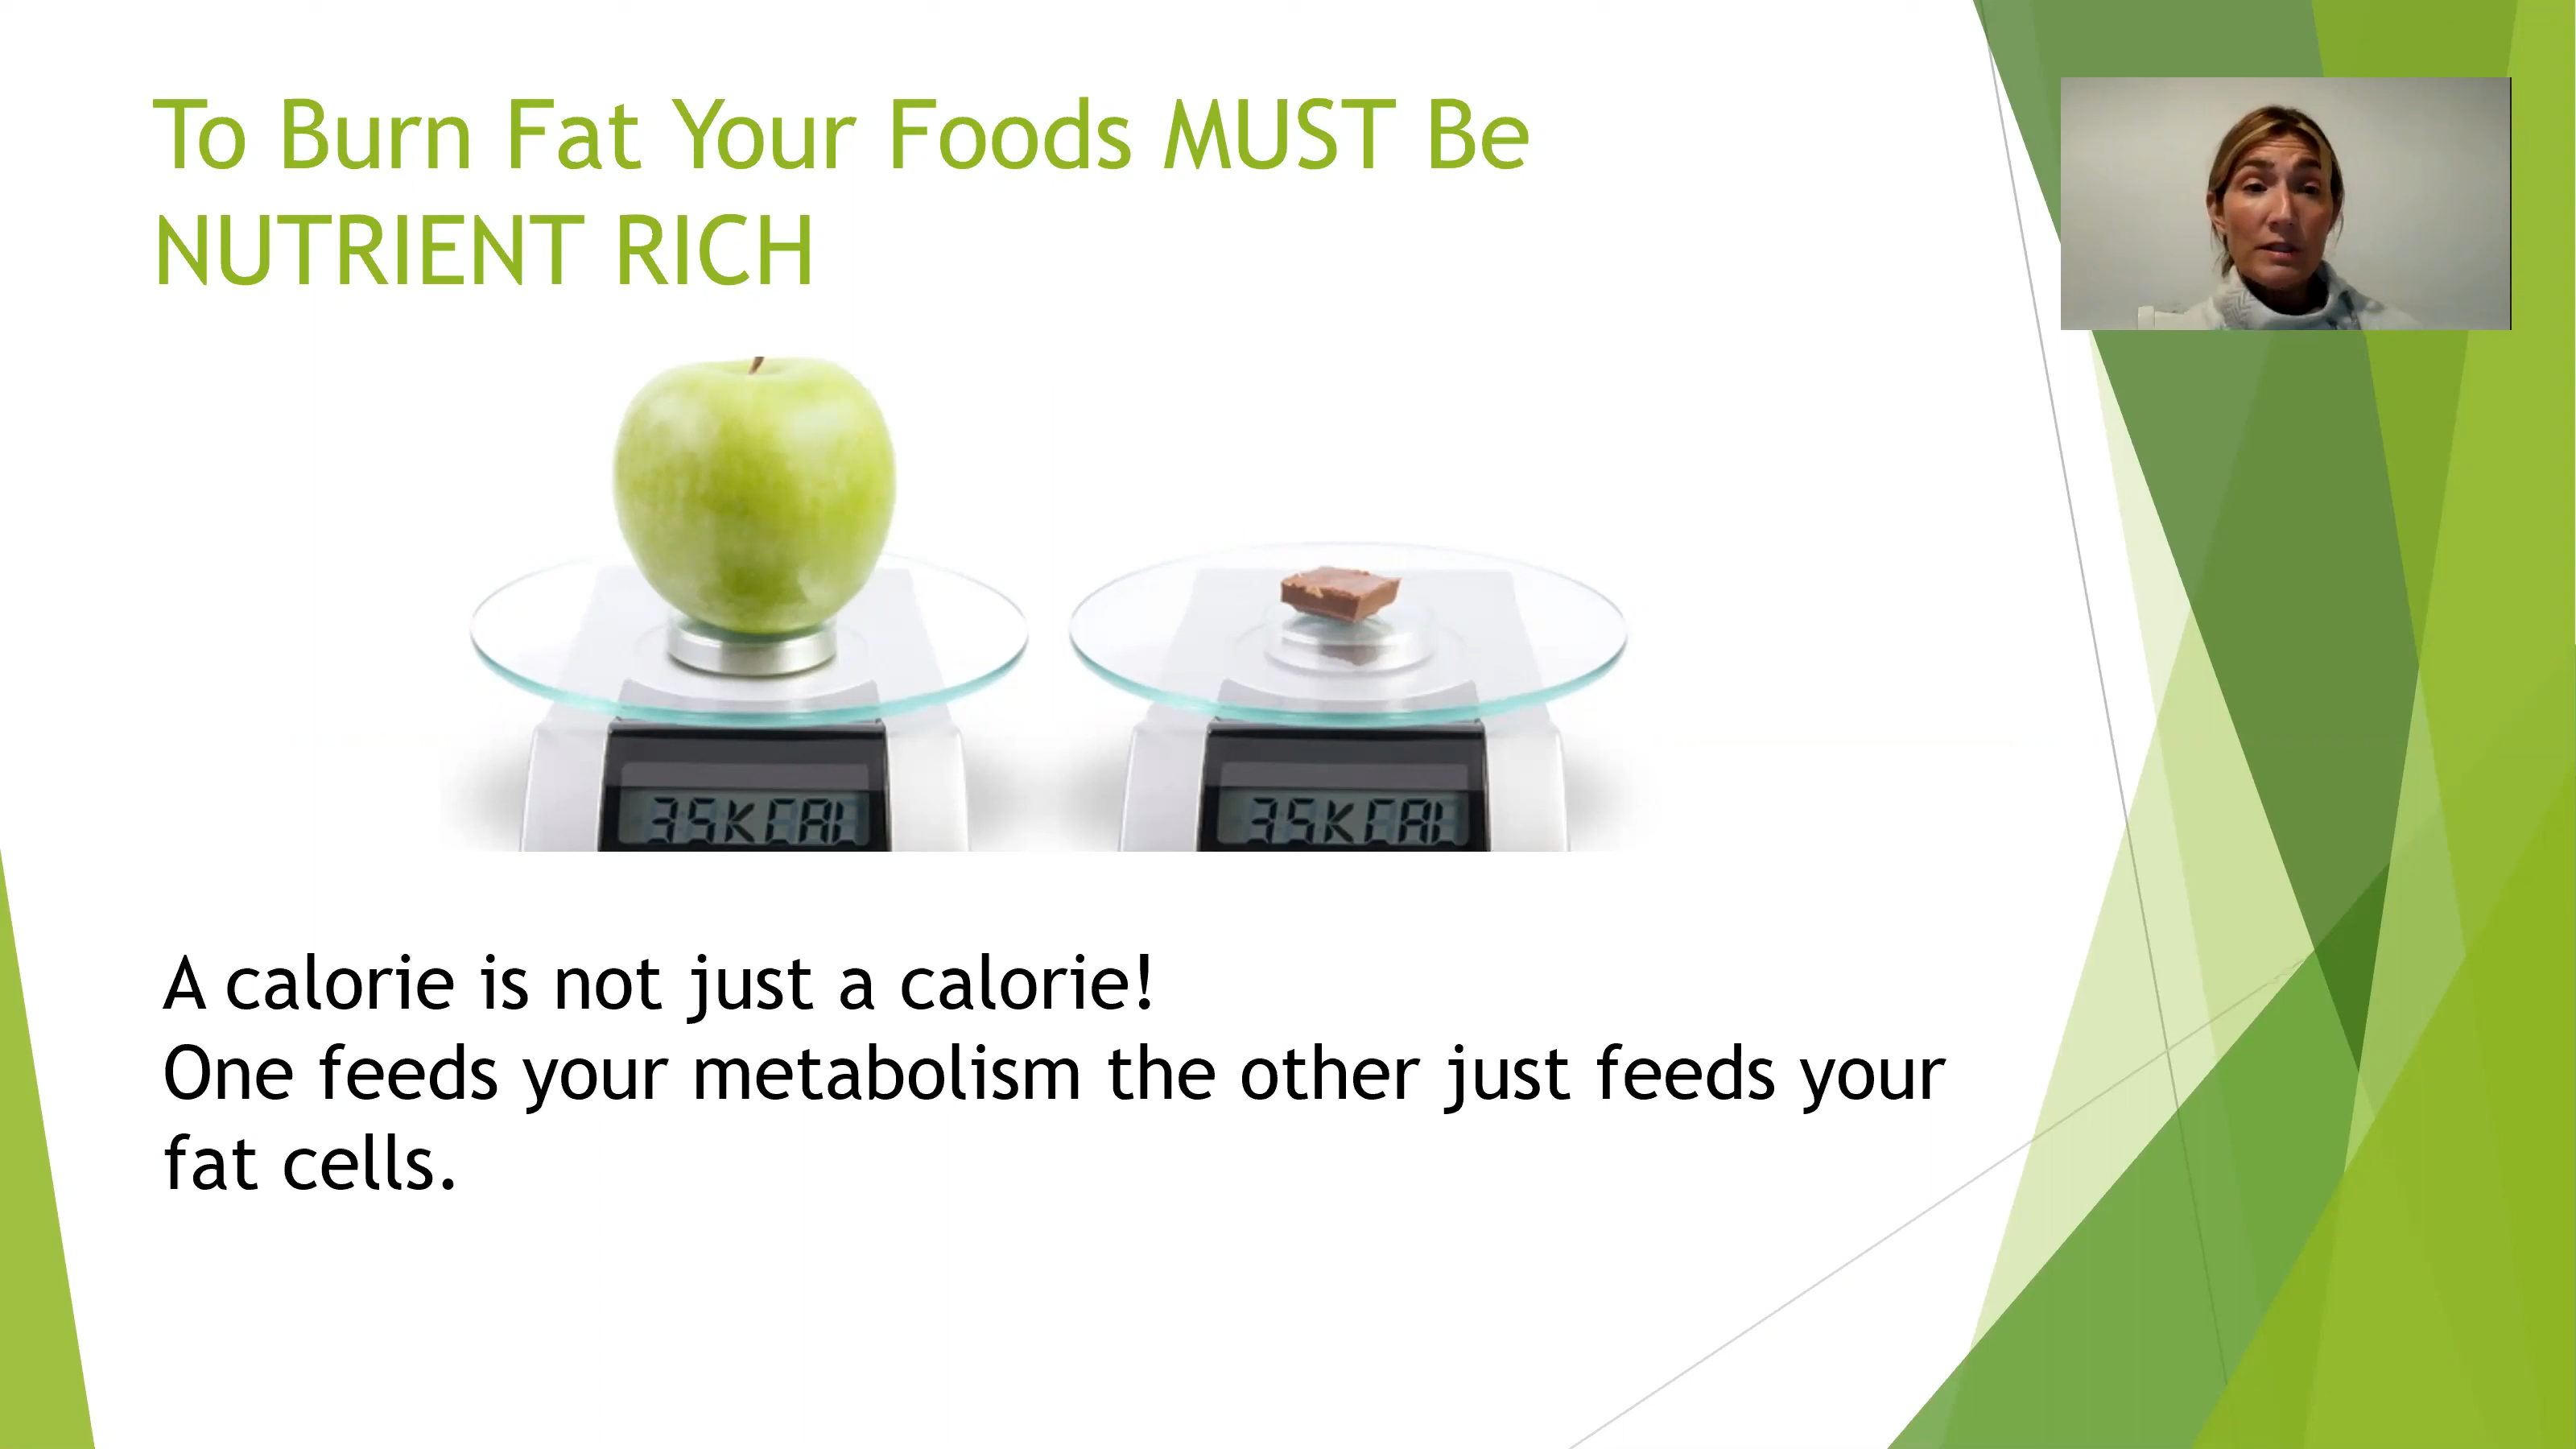 To Burn Fat Your Foods MUST Be
NUTRIENT RICH
35KCAL 35KCAL
A calorie is not just a calorie!
One feeds your metabolism the other just feeds your
fat cells.